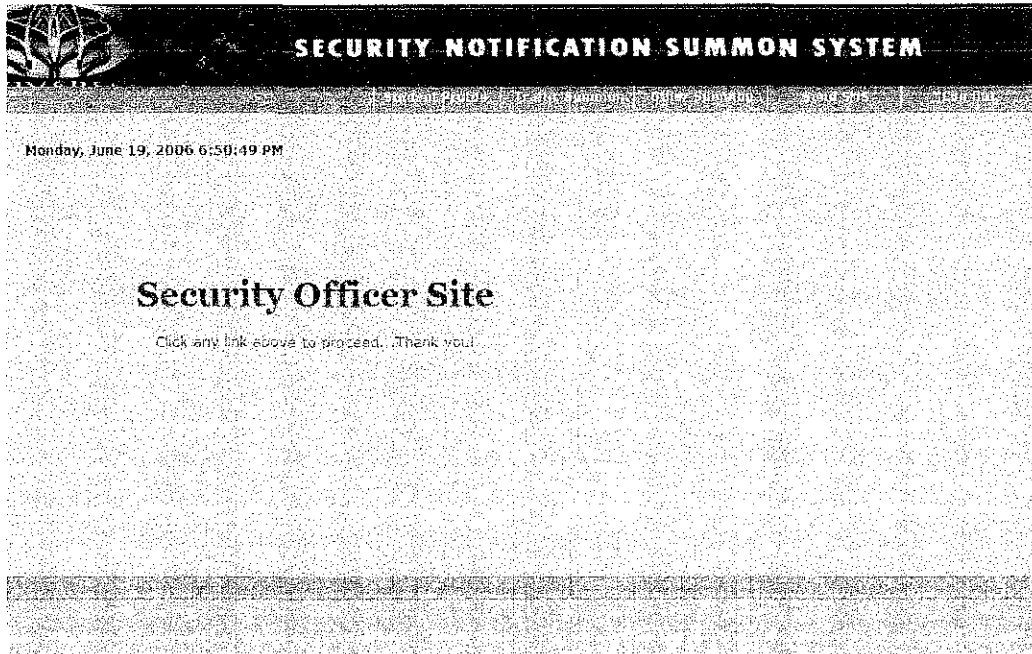 SECURITY NOTIFICATION SUMMON SYSTEM
Monday, June 19, 2006 6:50:49 PM
Security Officer Site
Click any link above to proceed. Thank you!